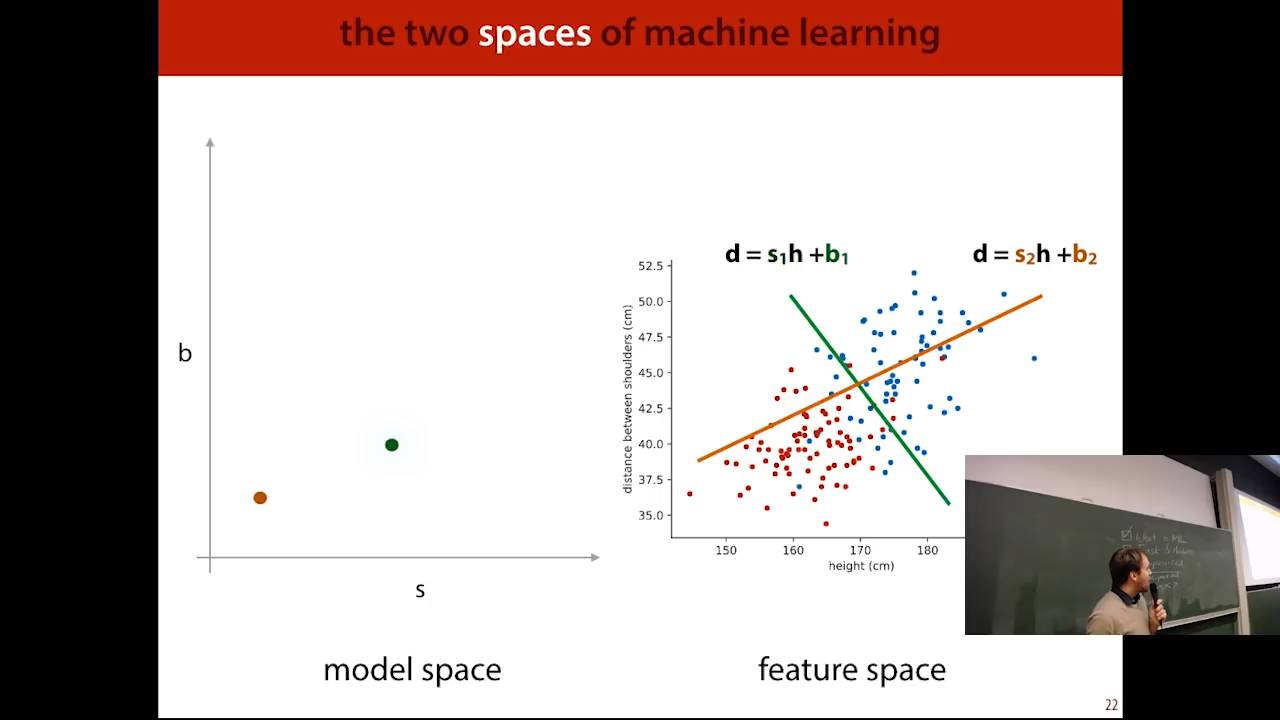 the two spaces of machine learning
b
s
model space
d = s₁h +b₁
d = s₂h +b₂
52.5
50.0
47.5
45.0
42.5
40.0
37.5
35.0
distance between shoulders (cm)
150 160 170 180
height (cm)
feature space
22